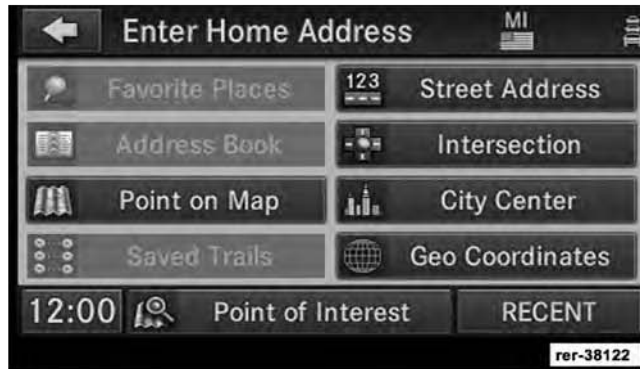 Enter Home Address
MI
Favorite Places
123
Street Address
Address Book
Intersection
Point on Map
City Center
Saved Trails
Geo Coordinates
12:00
Point of Interest
RECENT
rer-38122